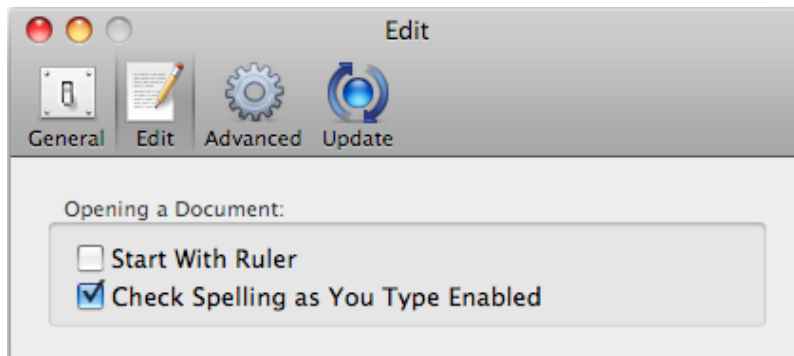 Edit
General Edit Advanced Update
Opening a Document:
Start With Ruler
Check Spelling as You Type Enabled